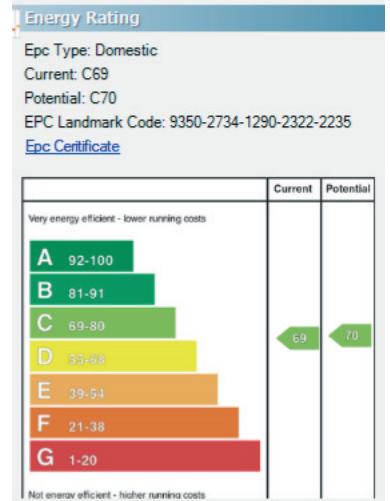 Energy Rating
Epc Type: Domestic
Current: C69
Potential: C70
EPC Landmark Code: 9350-2734-1290-2322-2235
Epc Ceritificate
Current Potential
Very energy efficient - lower running costs
A 92-100
B 81-91
C 69-80
69 70
D 55-68
E 39-54
F 21-38
G 1-20
Not energy efficient - higher running costs